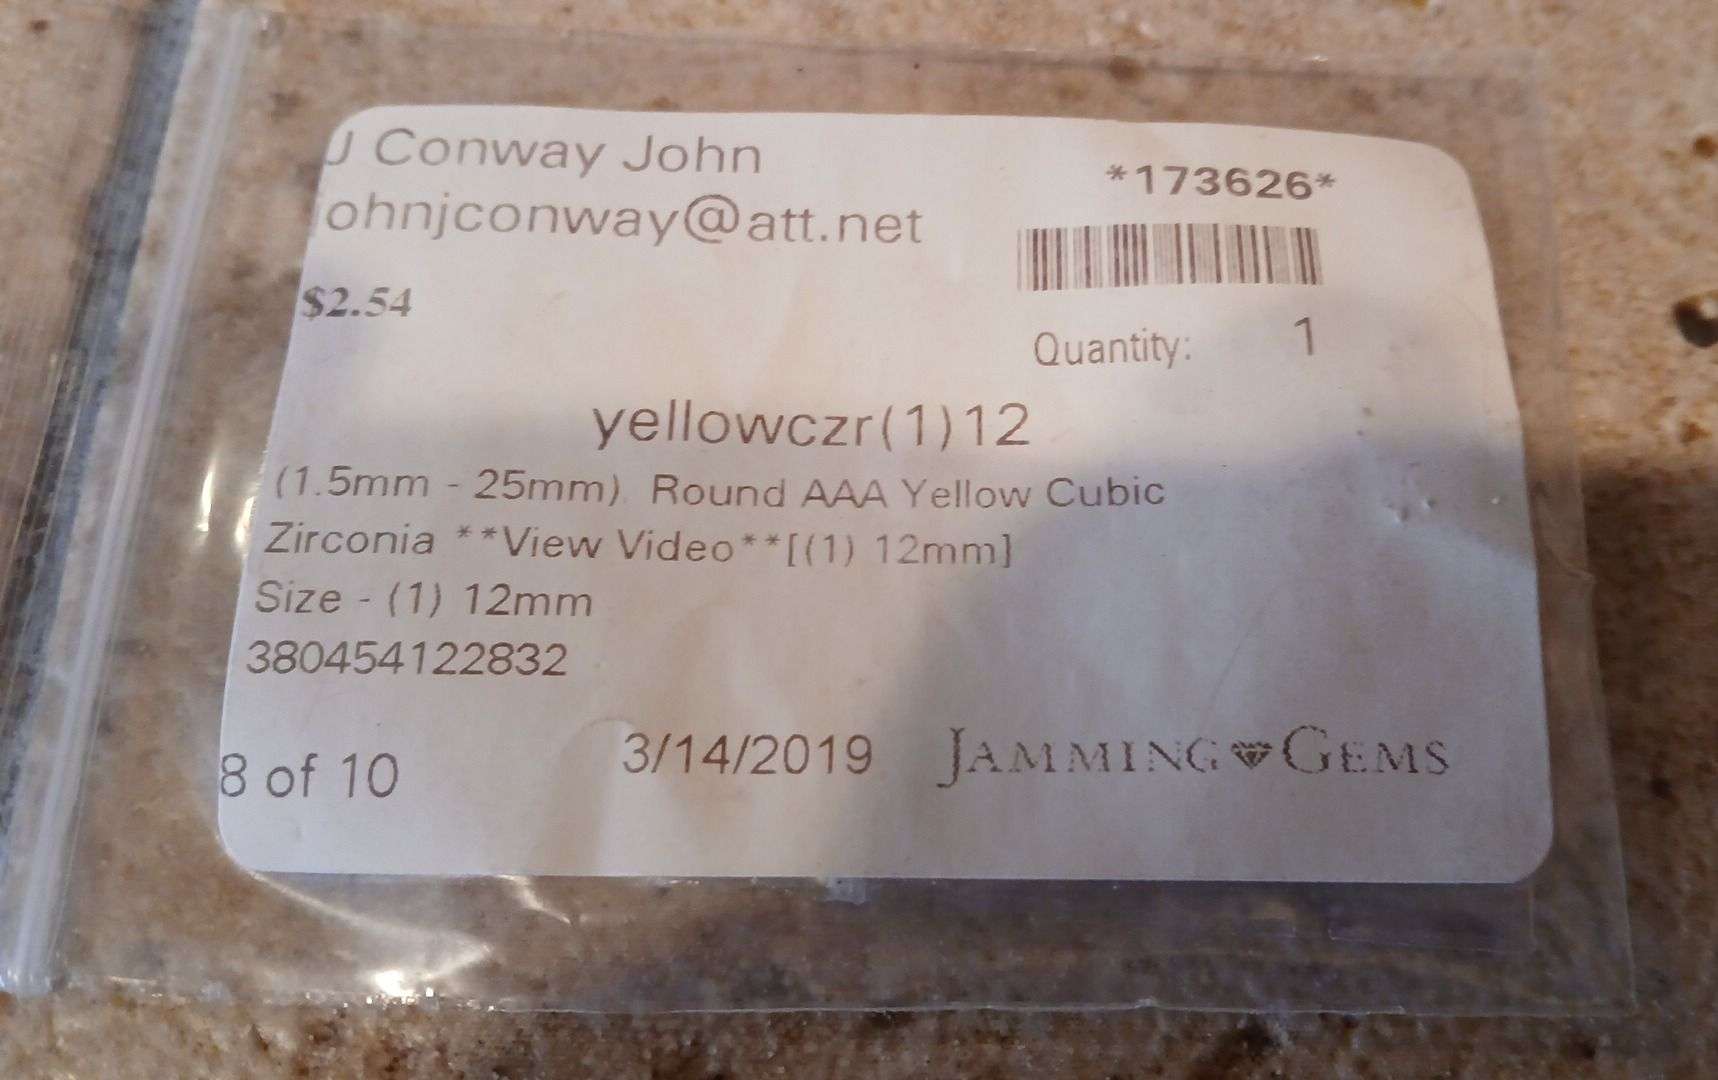 J Conway John
johnjconway@att.net
*173626*
$2.54
Quantity: 1
yellowczr(1)12
(1.5mm - 25mm) Round AAA Yellow Cubic
Zirconia **View Video**[(1) 12mm]
Size - (1) 12mm
380454122832
8 of 10
3/14/2019
JAMMING GEMS